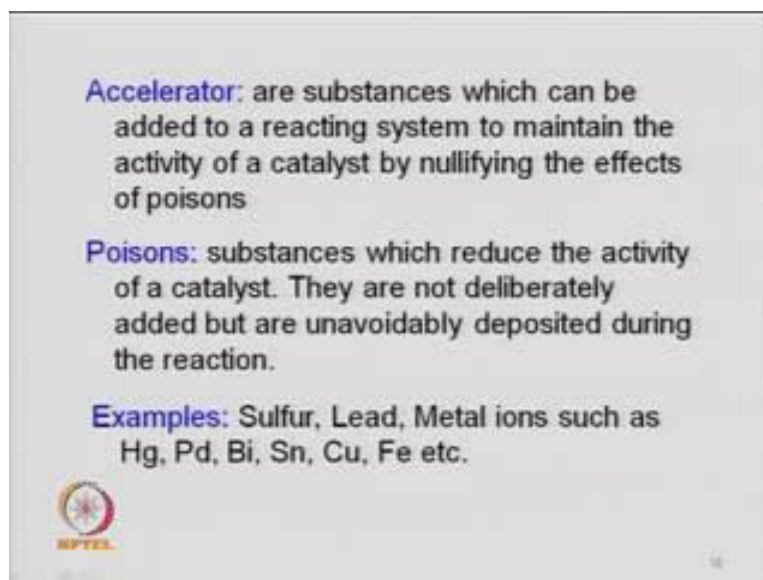 Accelerator: are substances which can be
added to a reacting system to maintain the
activity of a catalyst by nullifying the effects
of poisons
Poisons: substances which reduce the activity
of a catalyst. They are not deliberately
added but are unavoidably deposited during
the reaction.
Examples: Sulfur, Lead, Metal ions such as
Hg, Pd, Bi, Sn, Cu, Fe etc.
NPTEL